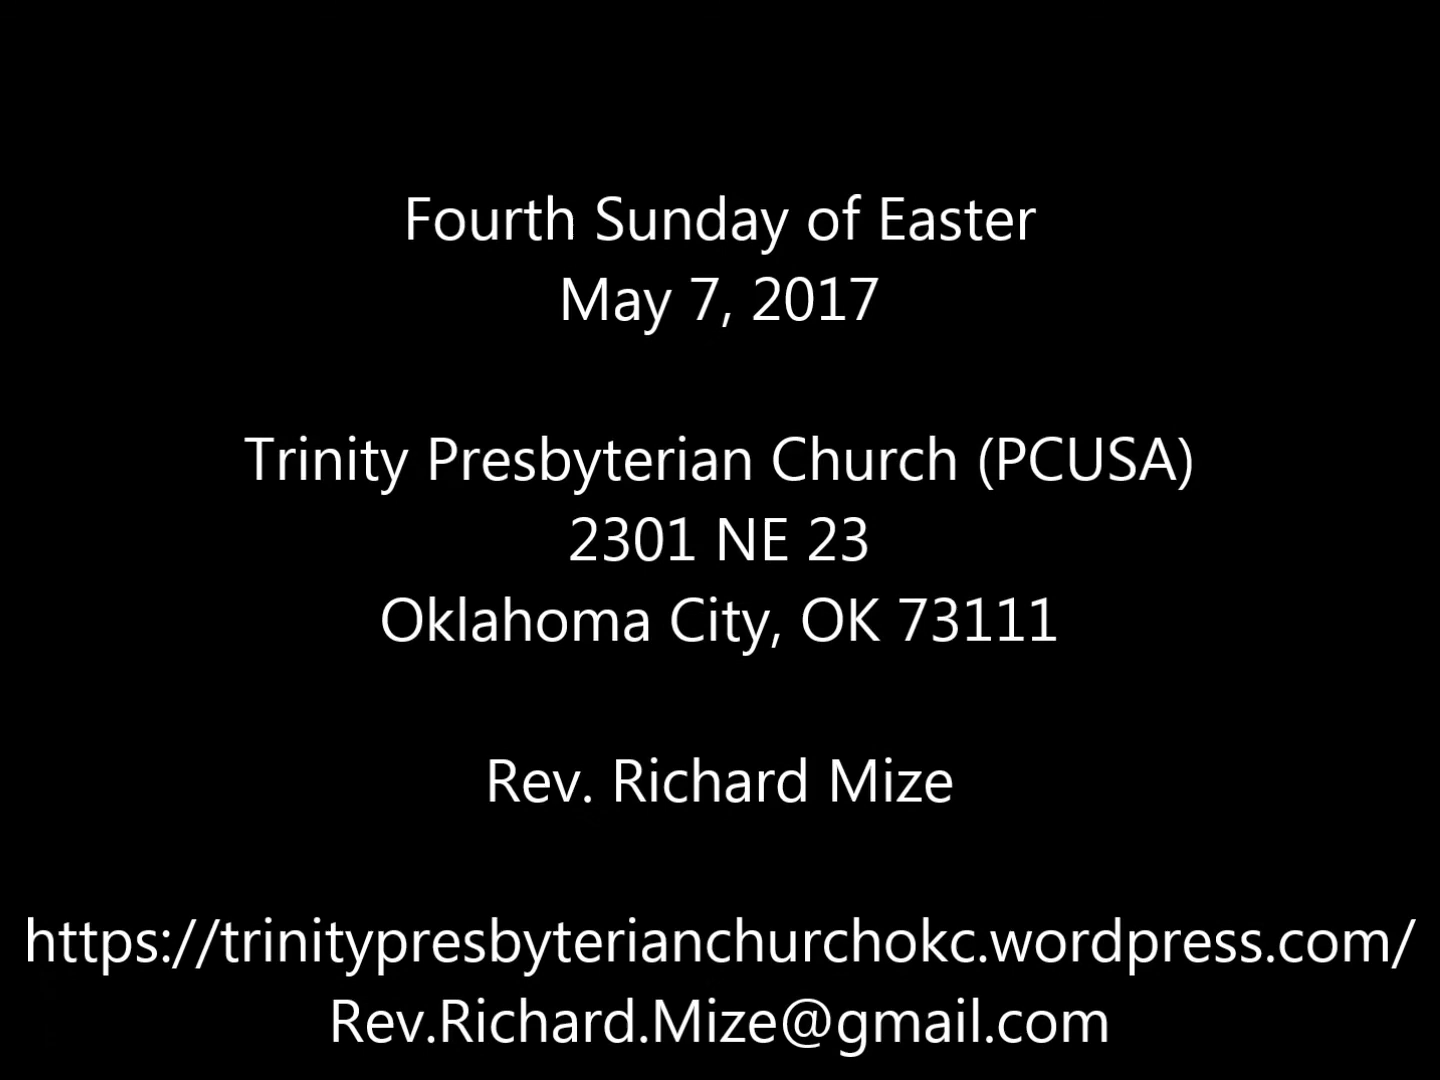 Fourth Sunday of Easter
May 7, 2017
Trinity Presbyterian Church (PCUSA)
2301 NE 23
Oklahoma City, OK 73111
Rev. Richard Mize
https://trinitypresbyterianchurchokc.wordpress.com/
Rev.Richard.Mize@gmail.com